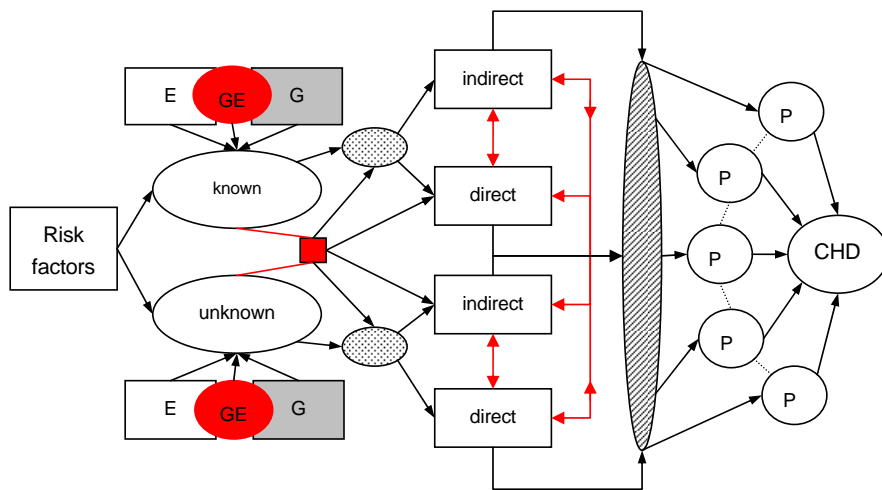 E
GE
G
known
Risk
factors
unknown
E
GE
G
indirect
direct
indirect
direct
P
P
P
P
P
CHD